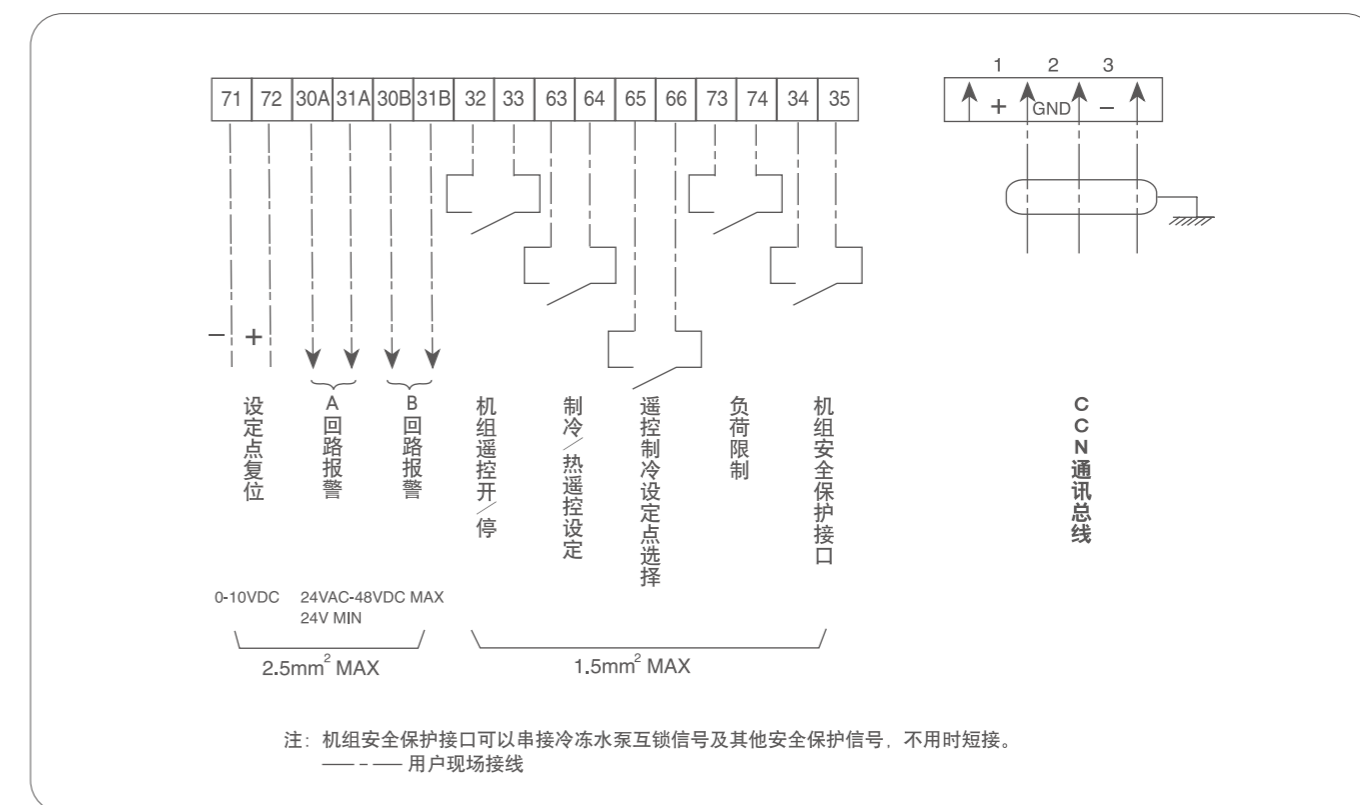 1 2 3
71 72 30A 31A 30B 31B 32 33 63 64 65 66 73 74 34 35
+ GND −
− +
设定点复位
A回路报警
B回路报警
机组遥控开/停
制冷/热遥控设定
遥控制冷设定点选择
负荷限制
机组安全保护接口
CCN通讯总线
0-10VDC 24VAC-48VDC MAX
24V MIN
2.5mm² MAX 1.5mm² MAX
注：机组安全保护接口可以串接冷冻水泵互锁信号及其他安全保护信号，不用时短接。
—— - —— 用户现场接线